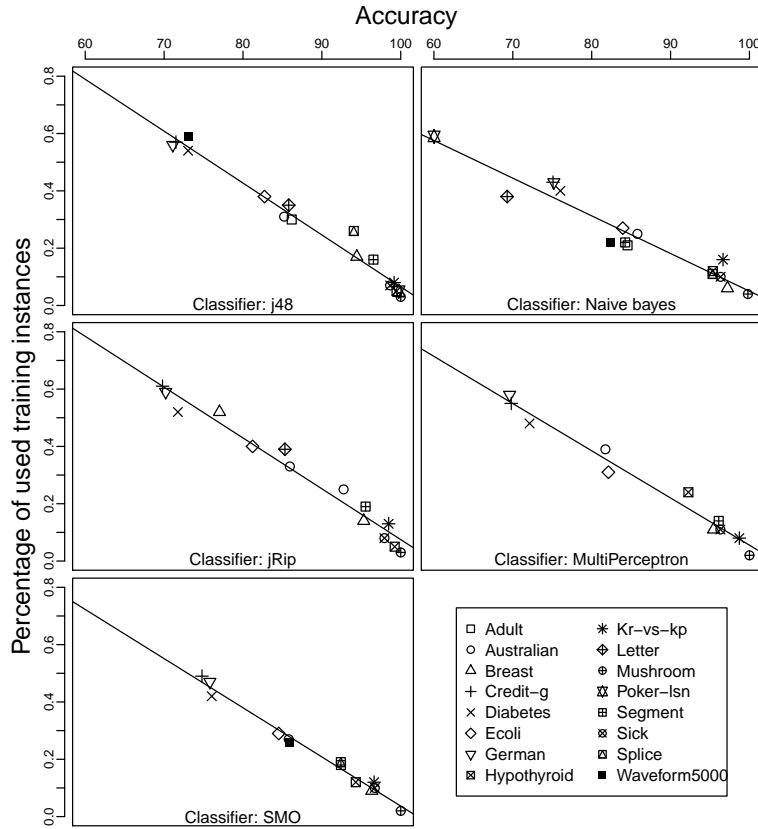 Accuracy
60 70 80 90 100
60 70 80 90 100
Percentage of used training instances
0.0 0.2 0.4 0.6 0.8
Classifier: j48
Classifier: Naive bayes
0.0 0.2 0.4 0.6 0.8
Classifier: jRip
Classifier: MultiPerceptron
0.0 0.2 0.4 0.6 0.8
Classifier: SMO
Adult
Australian
Breast
Credit−g
Diabetes
Ecoli
German
Hypothyroid
Kr−vs−kp
Letter
Mushroom
Poker−lsn
Segment
Sick
Splice
Waveform5000